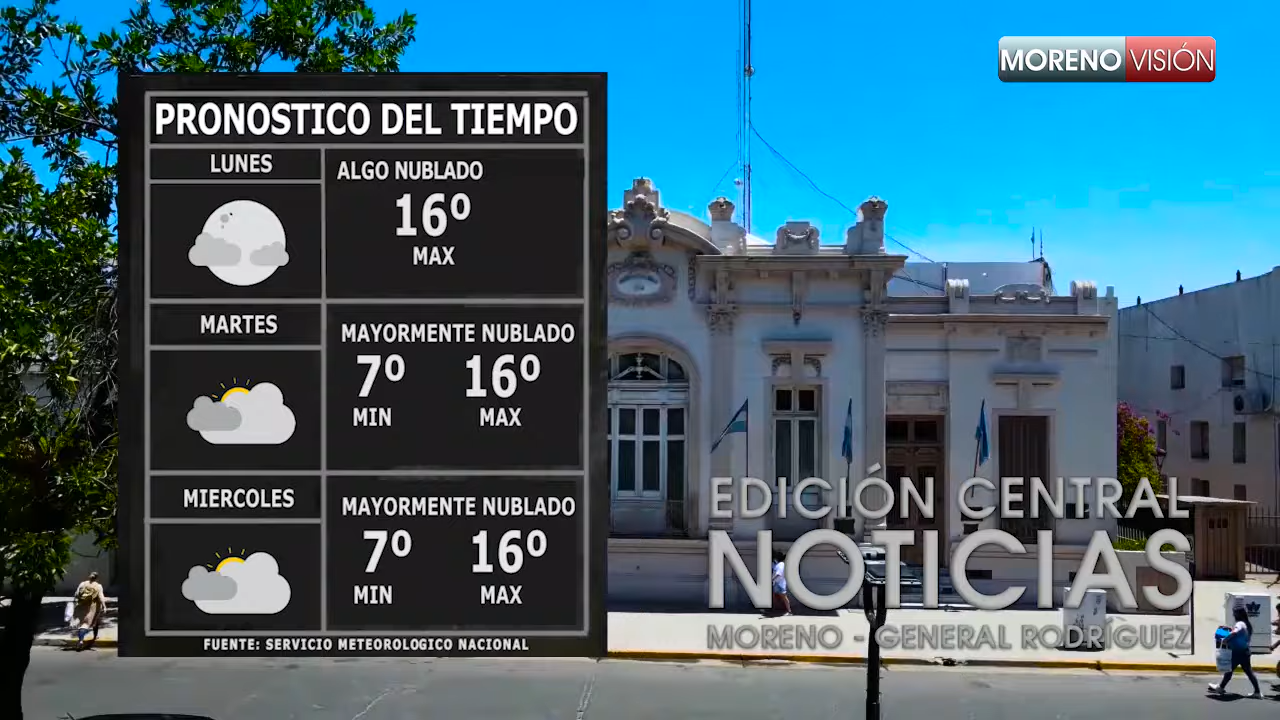 MORENO VISIÓN
PRONOSTICO DEL TIEMPO
LUNES
ALGO NUBLADO
16º
MAX
MARTES
MAYORMENTE NUBLADO
7º 16º
MIN MAX
MIERCOLES
MAYORMENTE NUBLADO
7º 16º
MIN MAX
FUENTE: SERVICIO METEOROLOGICO NACIONAL
EDICIÓN CENTRAL
NOTICIAS
MORENO - GENERAL RODRÍGUEZ